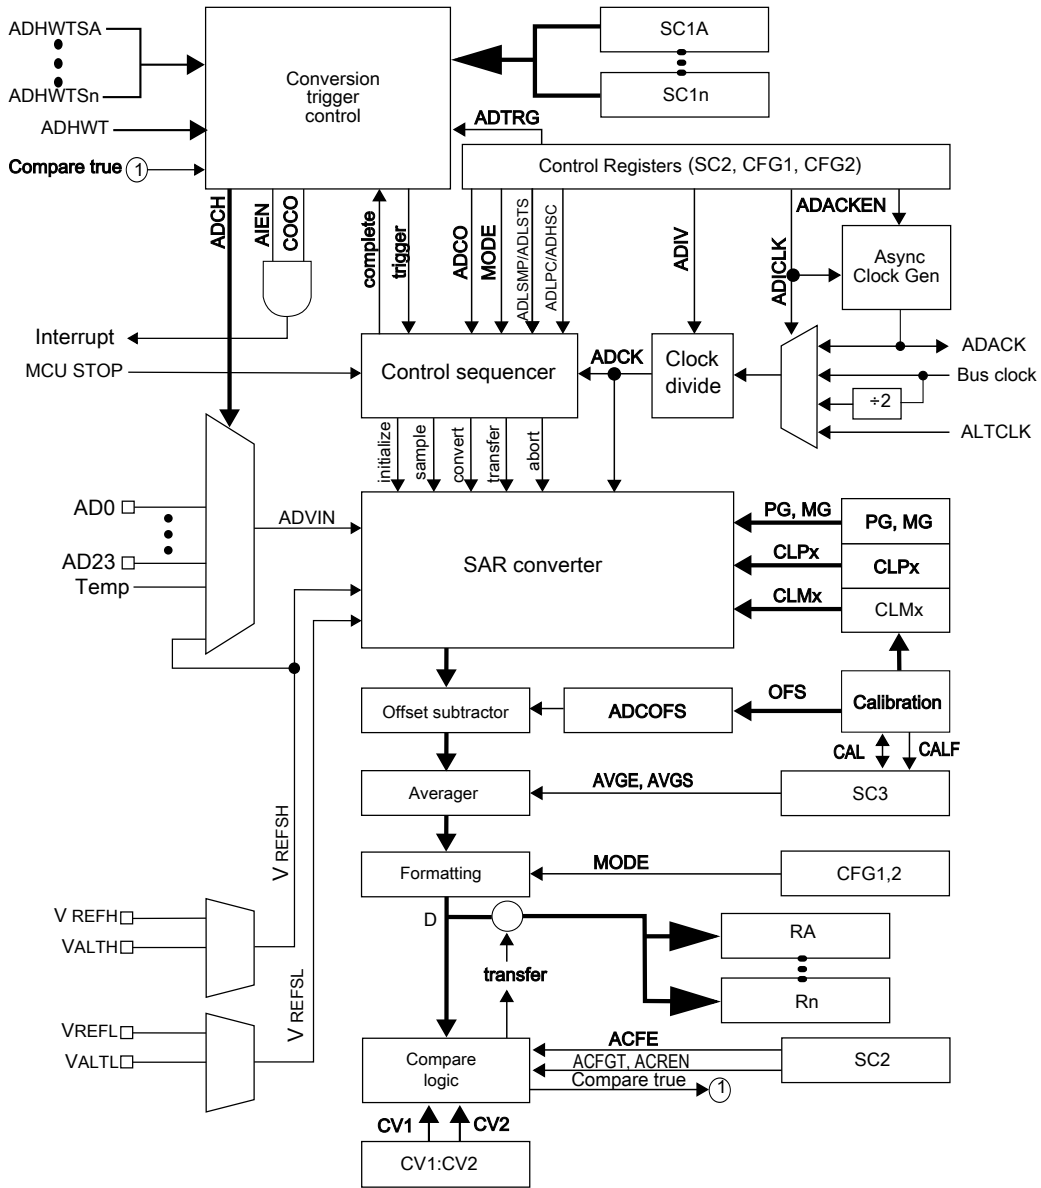 ADHWTSA
SC1A
ADHWTSn
Conversion
trigger
control
SC1n
ADHWT
ADTRG
Compare true 1
Control Registers (SC2, CFG1, CFG2)
ADCH
AIEN
COCO
complete
trigger
ADCO
MODE
ADLSMP/ADLSTS
ADLPC/ADHSC
ADIV
ADICLK
ADACKEN
Async
Clock Gen
Interrupt
MCU STOP
Control sequencer
ADCK
Clock
divide
ADACK
Bus clock
÷2
ALTCLK
initialize
sample
convert
transfer
abort
AD0
ADVIN
AD23
Temp
SAR converter
PG, MG
PG, MG
CLPx
CLPx
CLMx
CLMx
Offset subtractor
ADCOFS
OFS
Calibration
CAL
CALF
Averager
AVGE, AVGS
SC3
V REFSH
Formatting
MODE
CFG1,2
V REFH
VALTH
D
RA
transfer
Rn
V REFSL
VREFL
VALTL
Compare
logic
ACFE
ACFGT, ACREN
Compare true
1
SC2
CV1
CV2
CV1:CV2